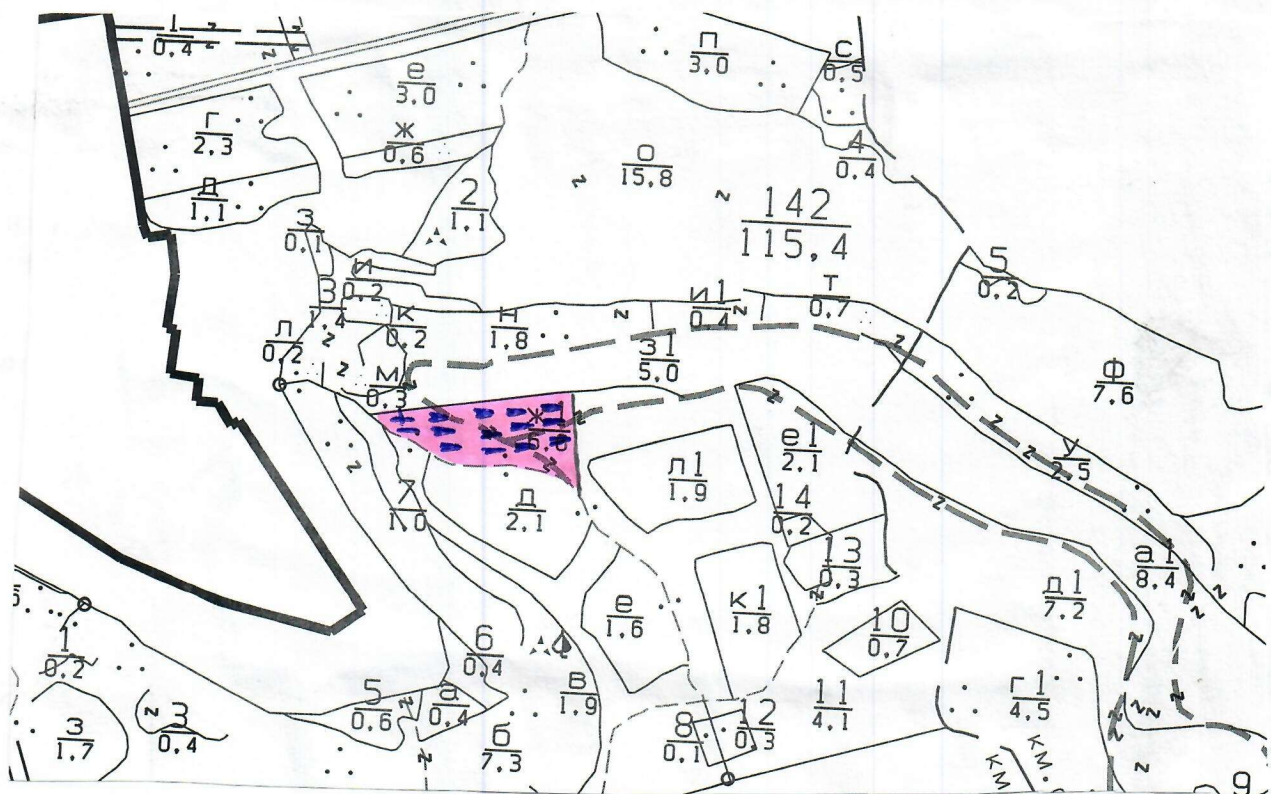 1
0,4
е
3,0
п
3,0
с
0,5
г
2,3
ж
0,6
4
0,4
о
15,8
д
1,1
2
1,1
142
115,4
з
0,1
5
0,2
и
0,2
3
к
0,2
н
1,8
и1
0,4
т
0,7
л
0,2
м
0,3
з1
5,0
ф
7,6
е1
2,1
у
2,5
л1
1,9
7
1,0
д
2,1
14
0,2
13
0,3
а1
8,4
д1
7,2
е
1,6
к1
1,8
10
0,7
1
0,2
6
0,4
в
1,9
5
0,6
а
0,4
11
4,1
г1
4,5
з
1,7
3
0,4
б
7,3
8
0,1
12
0,3
км
км.
9